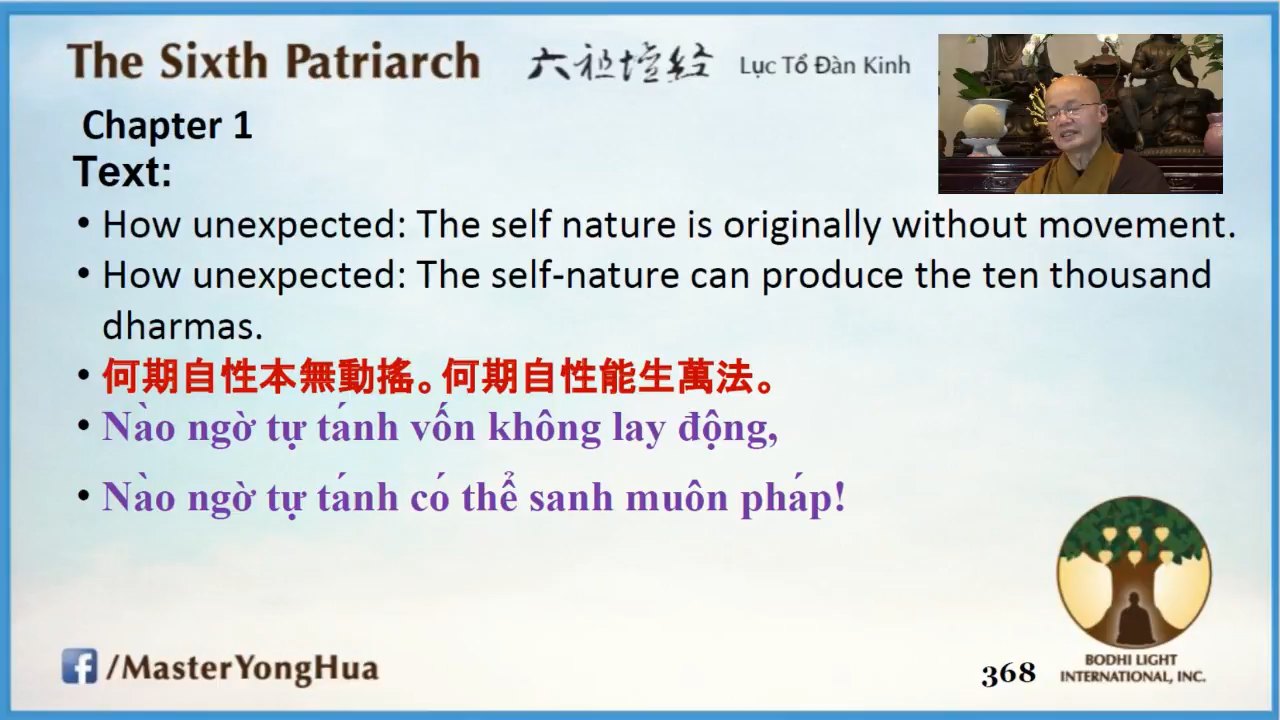 The Sixth Patriarch 六祖壇経 Lục Tổ Đàn Kinh
Chapter 1
Text:
• How unexpected: The self nature is originally without movement.
• How unexpected: The self-nature can produce the ten thousand
dharmas.
• 何期自性本無動搖。何期自性能生萬法。
• Nào ngờ tự tánh vốn không lay động,
• Nào ngờ tự tánh có thể sanh muôn pháp!
/MasterYongHua
368
BODHI LIGHT
INTERNATIONAL, INC.